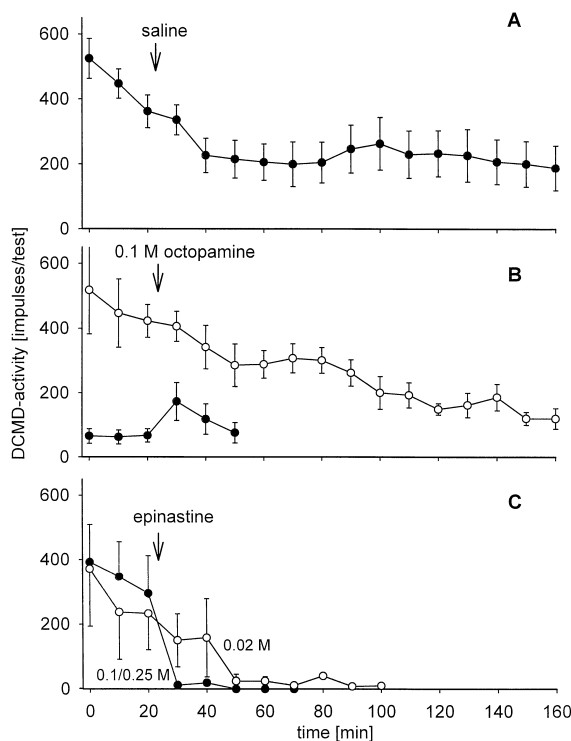 A
saline
600
400
200
0
DCMD-activity [impulses/test]
0.1 M octopamine
B
600
400
200
0
epinastine
C
600
400
200
0
0.02 M
0.1/0.25 M
0 20 40 60 80 100 120 140 160
time [min]